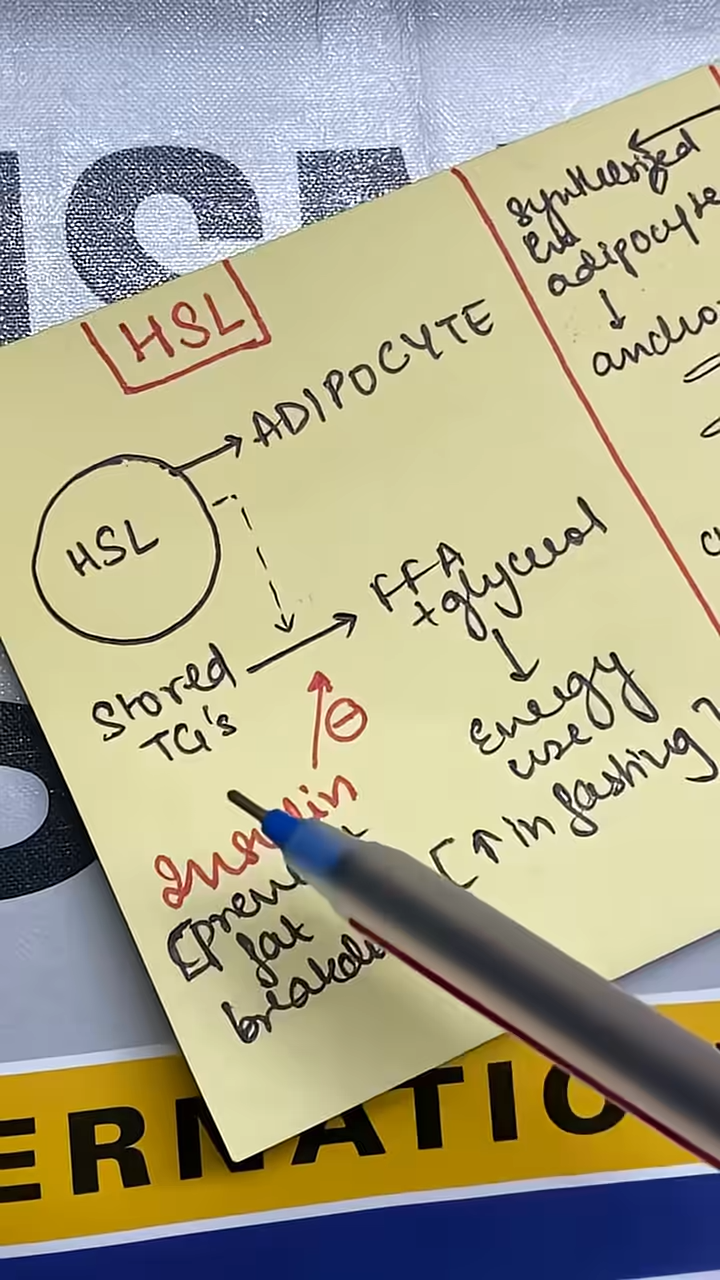 HSL
ADIPOCYTE
HSL
Stored
TG's
FFA
+glycerol
↓
Energy
use
[↑ in fasting]
⊖
Insulin
fat
synthesized
adipocyte
↓